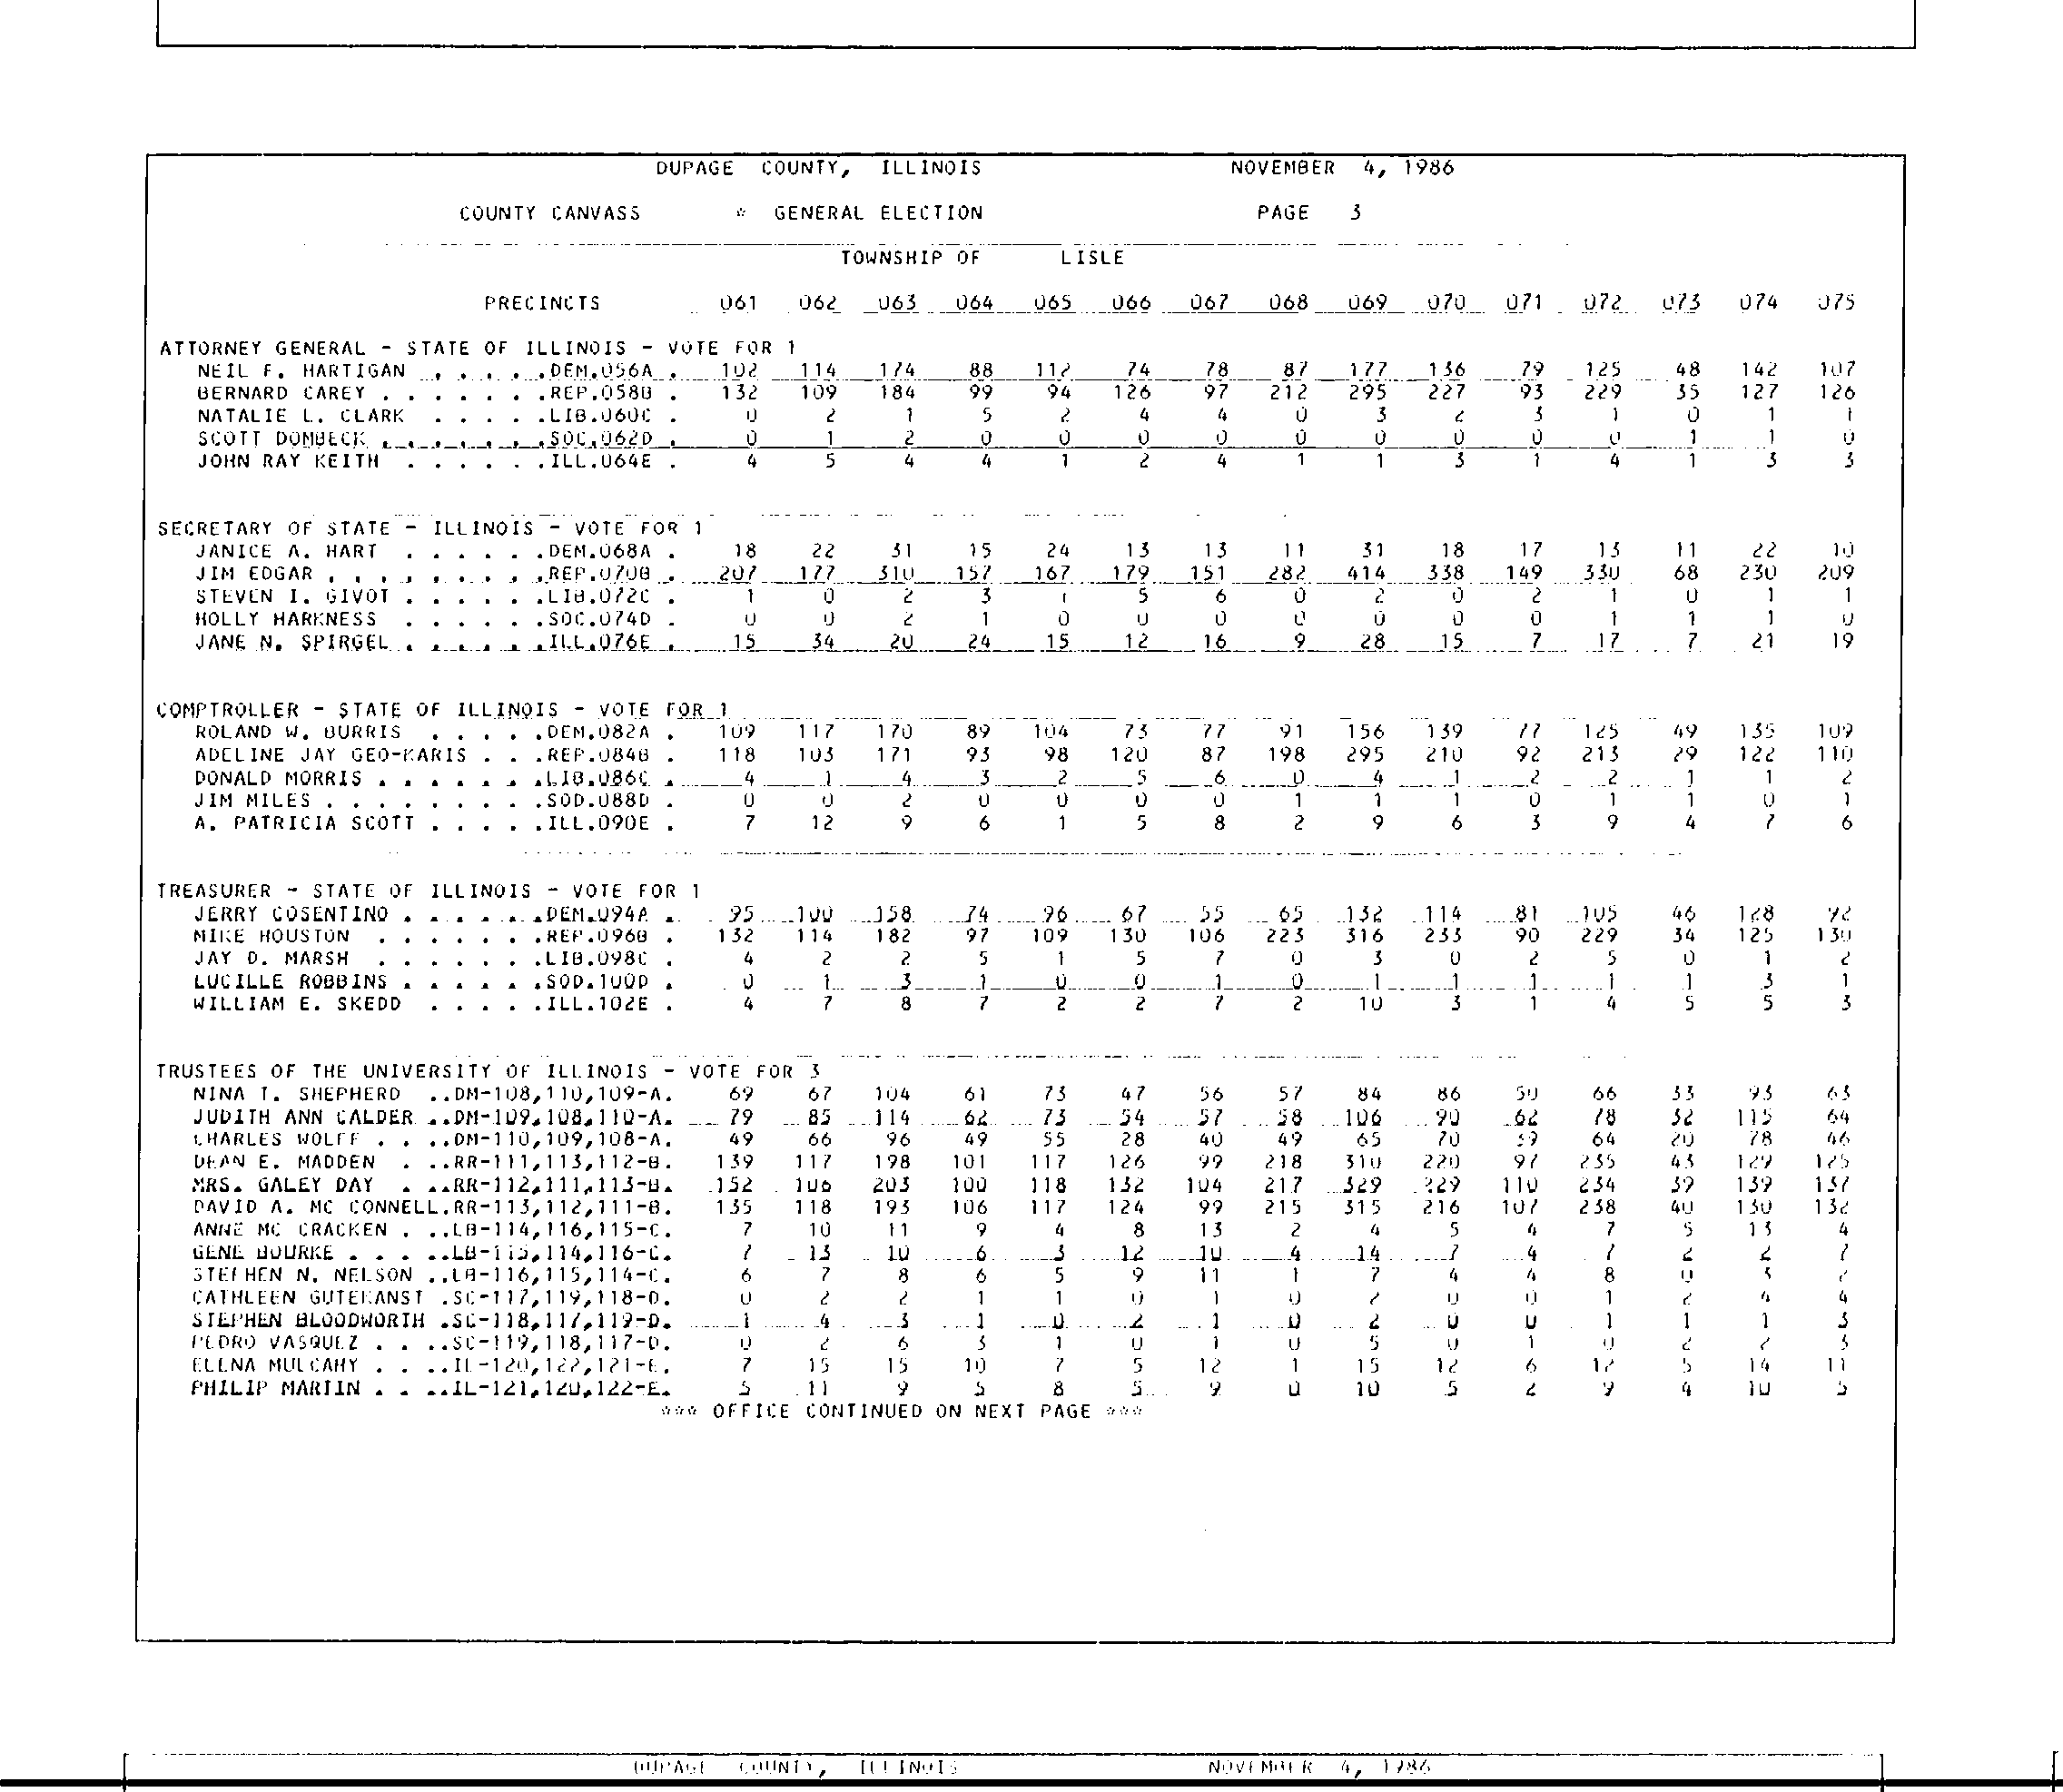 DUPAGE COUNTY, ILLINOIS NOVEMBER 4, 1986
COUNTY CANVASS * GENERAL ELECTION PAGE 3
TOWNSHIP OF LISLE
PRECINCTS 061 062 063 064 065 066 067 068 069 070 071 072 073 074 075
ATTORNEY GENERAL - STATE OF ILLINOIS - VOTE FOR 1
NEIL F. HARTIGAN . . . . . .DEM.056A . 102 114 174 88 112 74 78 87 177 136 79 125 48 142 107
BERNARD CAREY . . . . . . .REP.058B . 132 109 184 99 94 126 97 212 295 227 93 229 35 127 126
NATALIE L. CLARK . . . . .LIB.060C . 0 2 1 5 2 4 4 0 3 2 3 1 0 1 1
SCOTT DOMBECK . . . . . . .SOC.062D . 0 1 2 0 0 0 0 0 0 0 0 0 1 1 0
JOHN RAY KEITH . . . . . .ILL.064E . 4 5 4 4 1 2 4 1 1 3 1 4 1 3 3
SECRETARY OF STATE - ILLINOIS - VOTE FOR 1
JANICE A. HART . . . . . .DEM.068A . 18 22 31 15 24 13 13 11 31 18 17 13 11 22 10
JIM EDGAR . . . . . . . . .REP.070B . 207 177 310 157 167 179 151 282 414 338 149 330 68 230 209
STEVEN I. GIVOT . . . . . .LIB.072C . 1 0 2 3 1 5 6 0 2 0 2 1 0 1 1
HOLLY HARKNESS . . . . . .SOC.074D . 0 0 2 1 0 0 0 0 0 0 0 1 1 1 0
JANE N. SPIRGEL . . . . . .ILL.076E . 15 34 20 24 15 12 16 9 28 15 7 17 7 21 19
COMPTROLLER - STATE OF ILLINOIS - VOTE FOR 1
ROLAND W. BURRIS . . . . .DEM.082A . 109 117 170 89 104 73 77 91 156 139 77 125 49 135 109
ADELINE JAY GEO-KARIS . . .REP.084B . 118 103 171 93 98 120 87 198 295 210 92 213 29 122 110
DONALD MORRIS . . . . . . .LIB.086C . 4 1 4 3 2 5 6 0 4 1 2 2 1 1 2
JIM MILES . . . . . . . . .SOD.088D . 0 0 2 0 0 0 0 1 1 1 0 1 1 0 1
A. PATRICIA SCOTT . . . . .ILL.090E . 7 12 9 6 1 5 8 2 9 6 3 9 4 7 6
TREASURER - STATE OF ILLINOIS - VOTE FOR 1
JERRY COSENTINO . . . . . .DEM.094A . 95 100 158 74 96 67 55 65 132 114 81 105 46 128 92
MIKE HOUSTON . . . . . . .REP.096B . 132 114 182 97 109 130 106 223 316 233 90 229 34 125 130
JAY D. MARSH . . . . . . .LIB.098C . 4 2 2 5 1 5 7 0 3 0 2 5 0 1 2
LUCILLE ROBBINS . . . . . .SOD.100D . 0 1 3 1 0 0 1 0 1 1 1 1 1 3 1
WILLIAM E. SKEDD . . . . .ILL.102E . 4 7 8 7 2 2 7 2 10 3 1 4 5 5 3
TRUSTEES OF THE UNIVERSITY OF ILLINOIS - VOTE FOR 3
NINA T. SHEPHERD ..DM-108,110,109-A. 69 67 104 61 73 47 56 57 84 86 50 66 33 93 63
JUDITH ANN CALDER ..DM-109,108,110-A. 79 85 114 62 73 54 57 58 106 90 62 78 32 115 64
CHARLES WOLFF . . ..DM-110,109,108-A. 49 66 96 49 55 28 40 49 65 70 39 64 20 78 46
DEAN E. MADDEN . ..RR-111,113,112-B. 139 117 198 101 117 126 99 218 310 220 97 235 43 129 125
MRS. GALEY DAY . ..RR-112,111,113-B. 152 106 203 100 118 132 104 217 329 229 110 234 39 139 137
DAVID A. MC CONNELL.RR-113,112,111-B. 135 118 193 106 117 124 99 215 315 216 107 238 40 130 132
ANNE MC CRACKEN . ..LB-114,116,115-C. 7 10 11 9 4 8 13 2 4 5 4 7 5 13 4
GENE BOURKE . . . ..LB-115,114,116-C. 7 13 10 6 3 12 10 4 14 7 4 7 2 2 7
STEPHEN N. NELSON ..LB-116,115,114-C. 6 7 8 6 5 9 11 1 7 4 4 8 0 3 2
CATHLEEN GUTEKANST .SC-117,119,118-D. 0 2 2 1 1 0 1 0 2 0 0 1 2 4 4
STEPHEN BLOODWORTH .SC-118,117,119-D. 1 4 3 1 0 2 1 0 2 0 0 1 1 1 3
PEDRO VASQUEZ . . ..SC-119,118,117-D. 0 2 6 3 1 0 1 0 5 0 1 0 2 2 3
ELENA MULCAHY . . ..IL-120,122,121-E. 7 15 15 10 7 5 12 1 15 12 6 12 5 14 11
PHILIP MARTIN . . ..IL-121,120,122-E. 5 11 9 5 8 5 9 0 10 5 2 9 4 10 5
*** OFFICE CONTINUED ON NEXT PAGE ***
DUPAGE COUNTY, ILLINOIS NOVEMBER 4, 1986